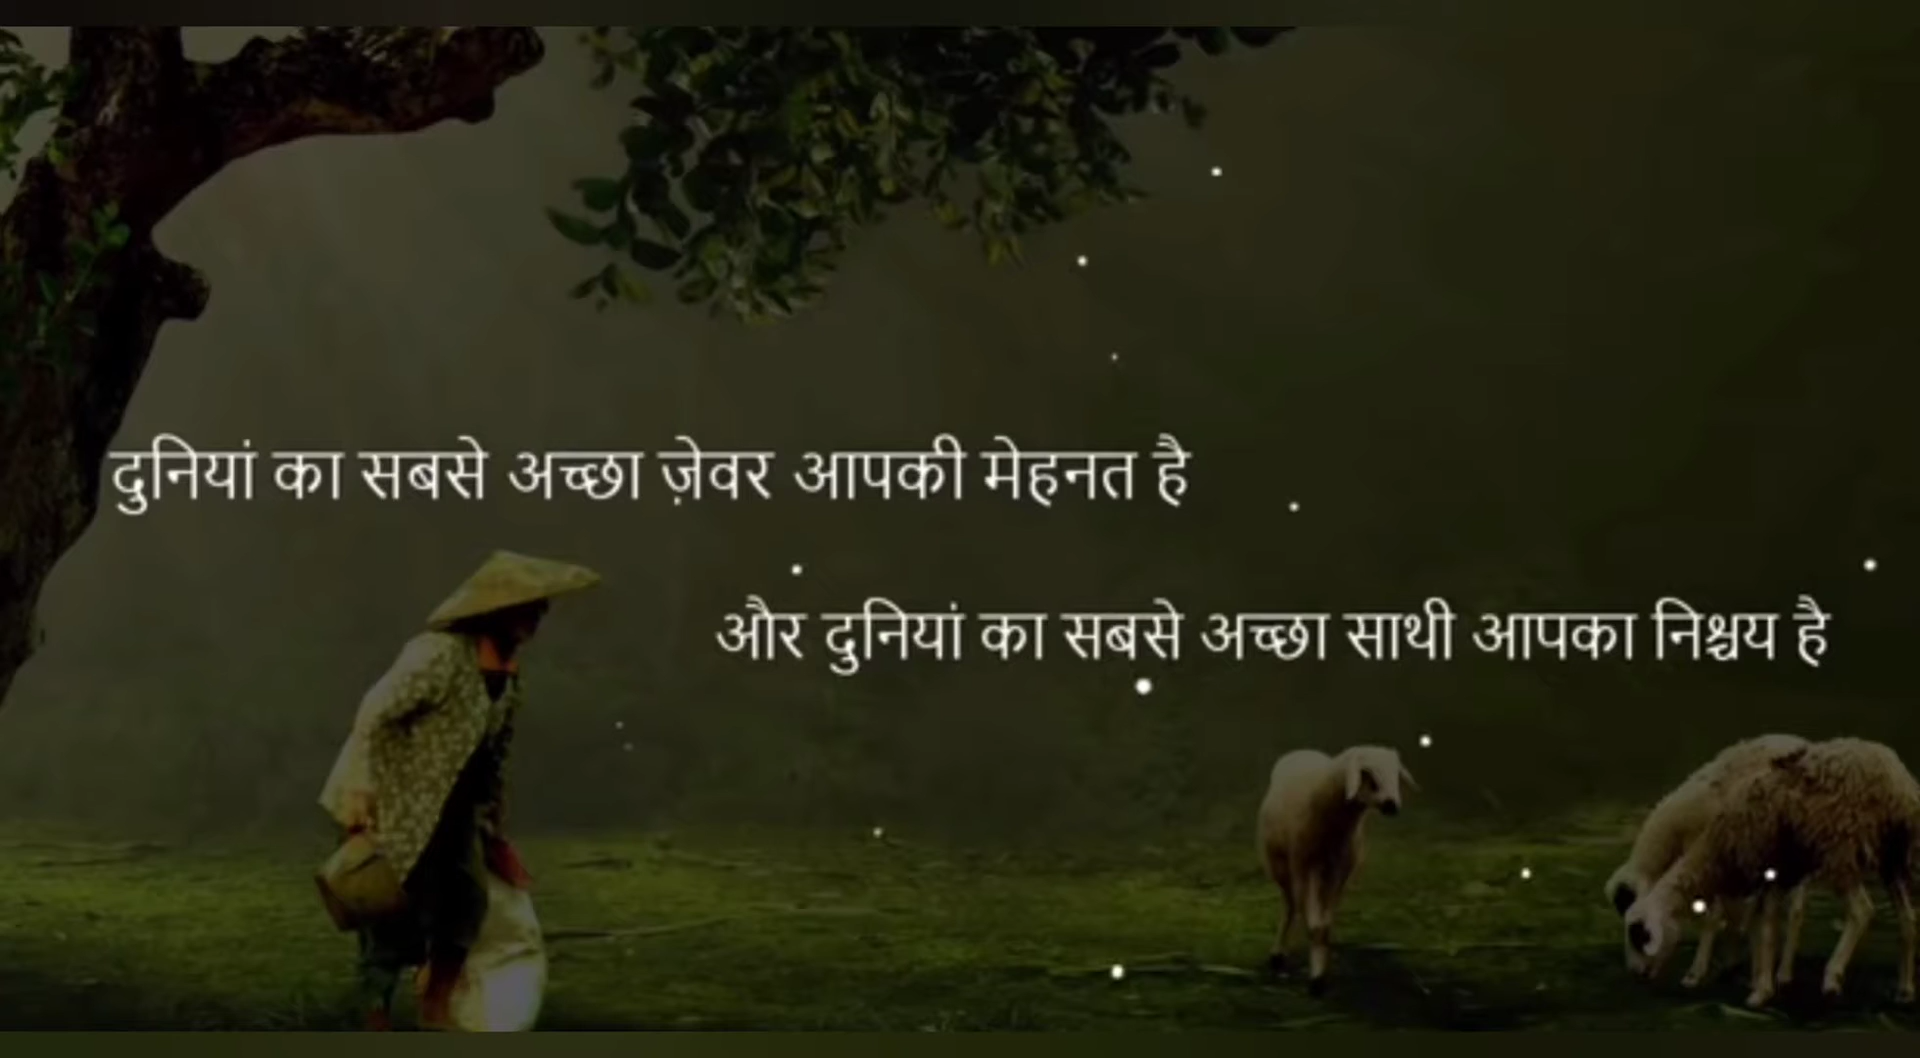 दुनियां का सबसे अच्छा ज़ेवर आपकी मेहनत है
और दुनियां का सबसे अच्छा साथी आपका निश्चय है